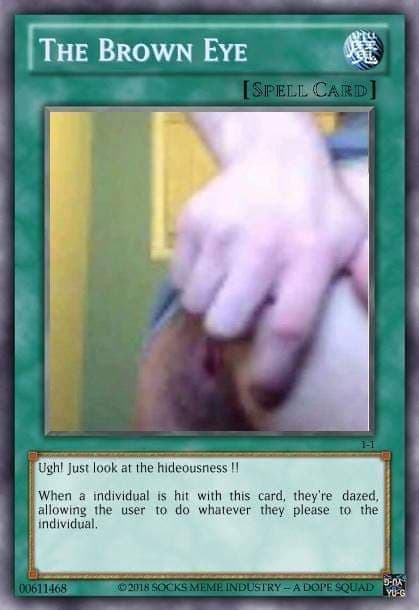 THE BROWN EYE
[SPELL CARD]
1-1
Ugh! Just look at the hideousness !!
When a individual is hit with this card, they're dazed,
allowing the user to do whatever they please to the
individual.
00611468
©2018 SOCKS MEME INDUSTRY – A DOPE SQUAD